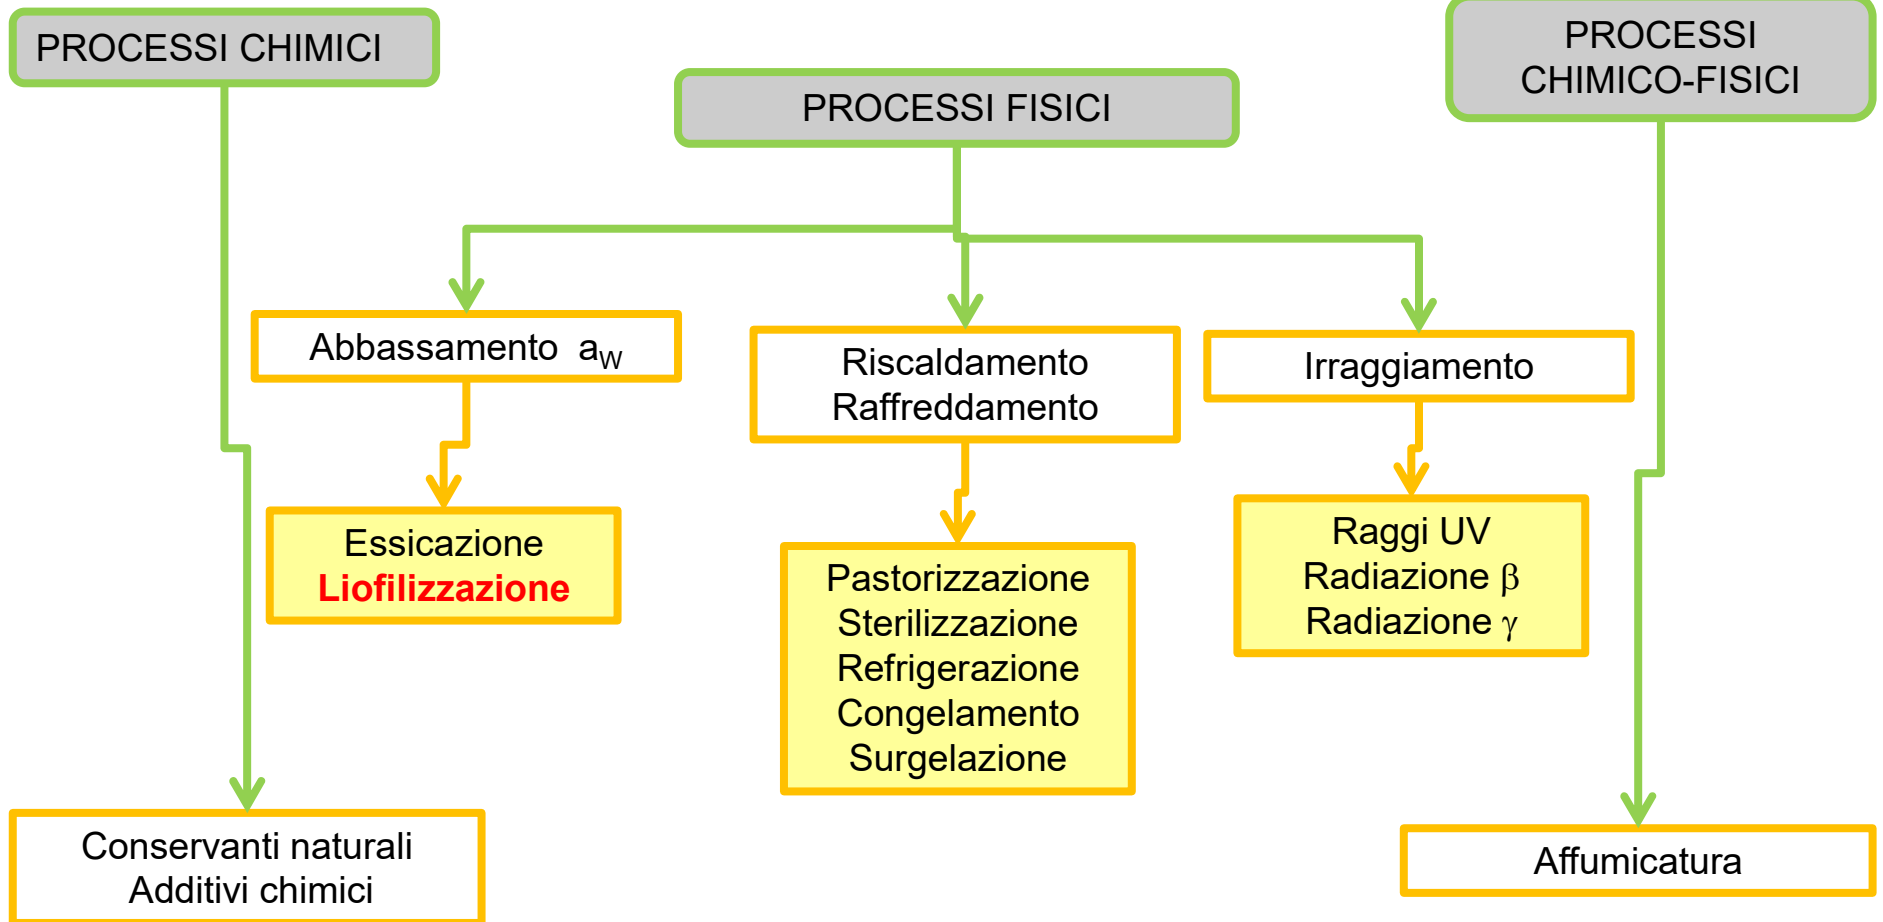 PROCESSI CHIMICI
PROCESSI FISICI
PROCESSI
CHIMICO-FISICI
Abbassamento aW
Riscaldamento
Raffreddamento
Irraggiamento
Essicazione
Liofilizzazione
Pastorizzazione
Sterilizzazione
Refrigerazione
Congelamento
Surgelazione
Raggi UV
Radiazione β
Radiazione γ
Conservanti naturali
Additivi chimici
Affumicatura